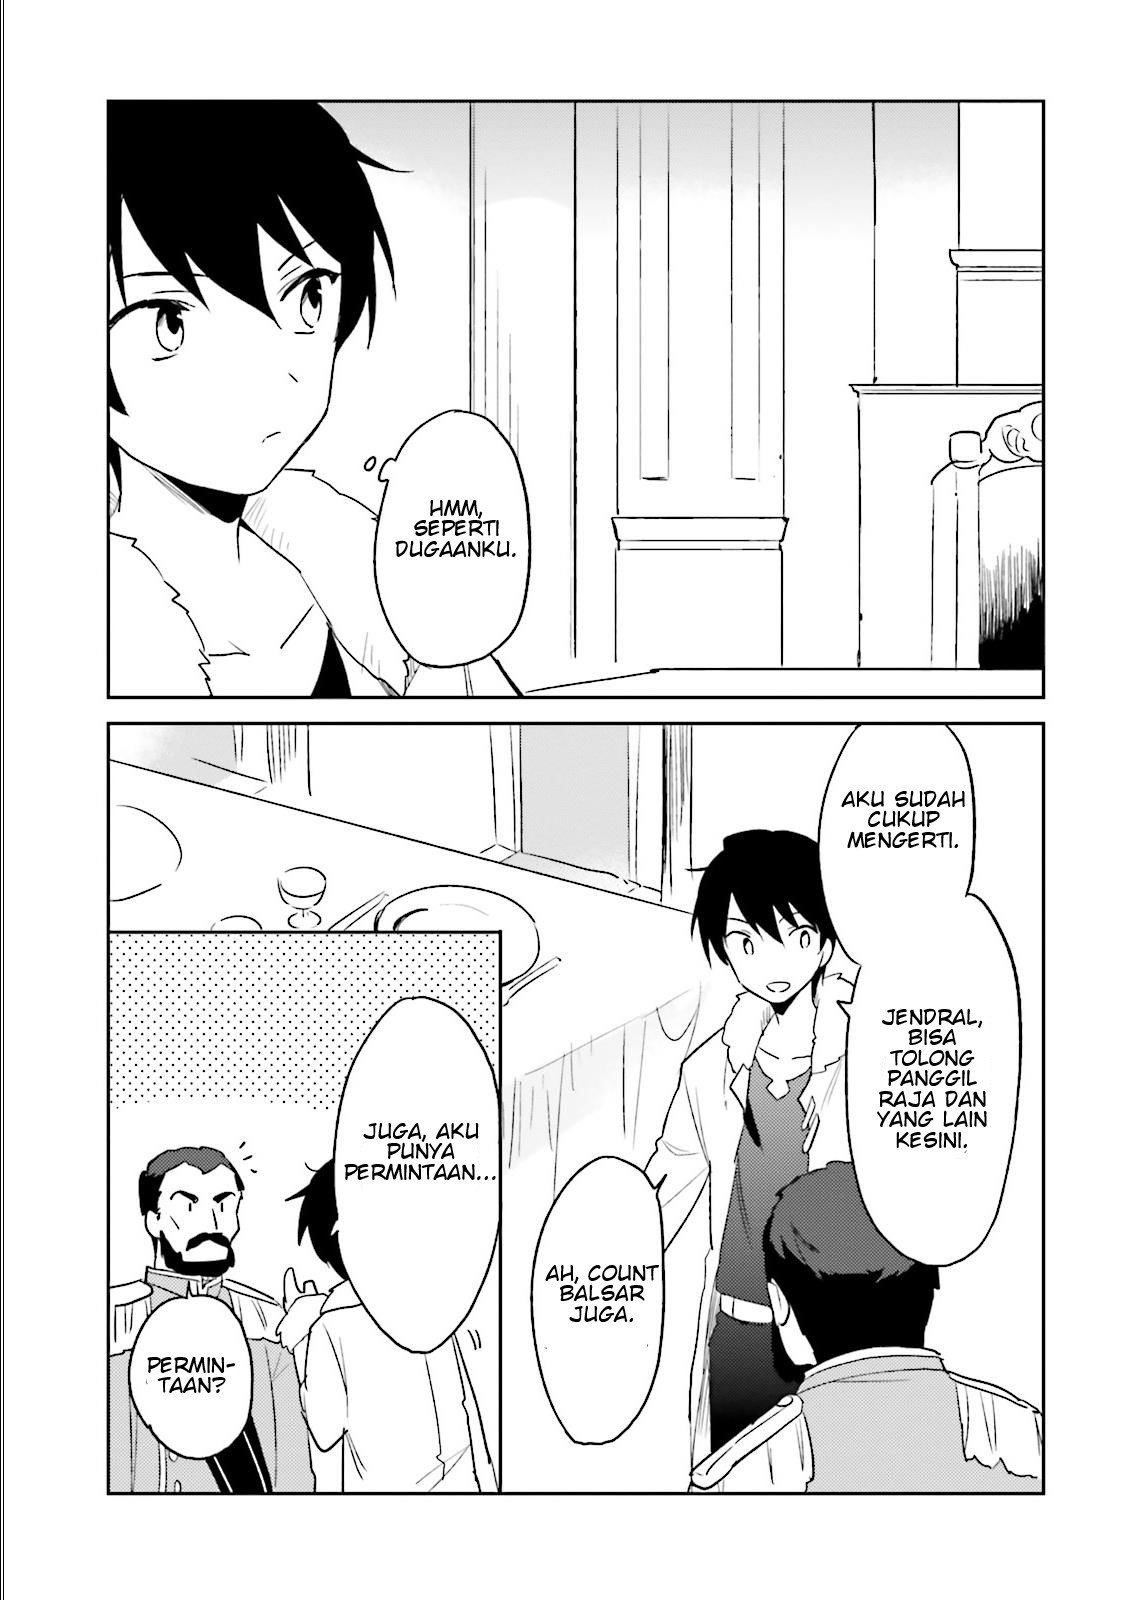 HMM,
SEPERTI
DUGAANKU.
AKU SUDAH
CUKUP
MENGERTI.
JENDRAL,
BISA
TOLONG
PANGGIL
RAJA DAN
YANG LAIN
KESINI.
AH, COUNT
BALSAR
JUGA.
JUGA, AKU
PUNYA
PERMINTAAN...
PERMIN-
TAAN?